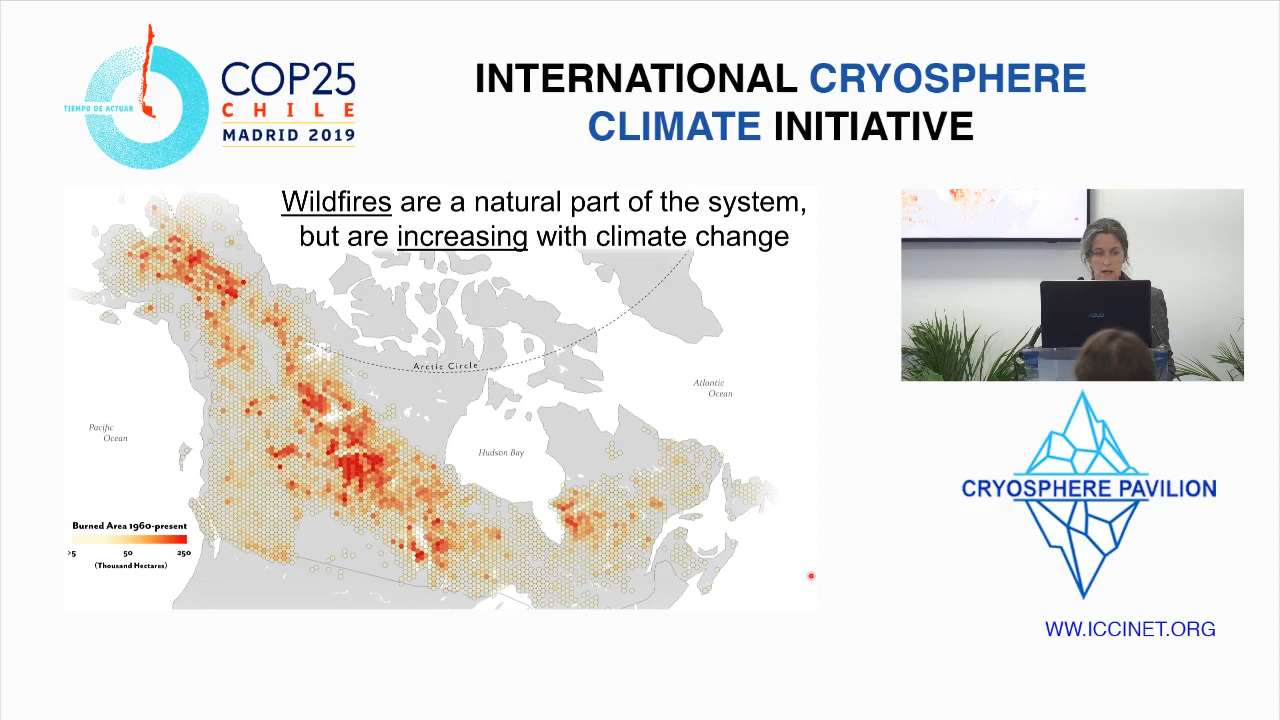 TIEMPO DE ACTUAR
COP25
CHILE
MADRID 2019
INTERNATIONAL CRYOSPHERE
CLIMATE INITIATIVE
Wildfires are a natural part of the system,
but are increasing with climate change
Arctic Circle
Atlantic
Ocean
Pacific
Ocean
Hudson Bay
Burned Area 1960-present
>5 50 250
(Thousand Hectares)
ASUS
CRYOSPHERE PAVILION
WW.ICCINET.ORG